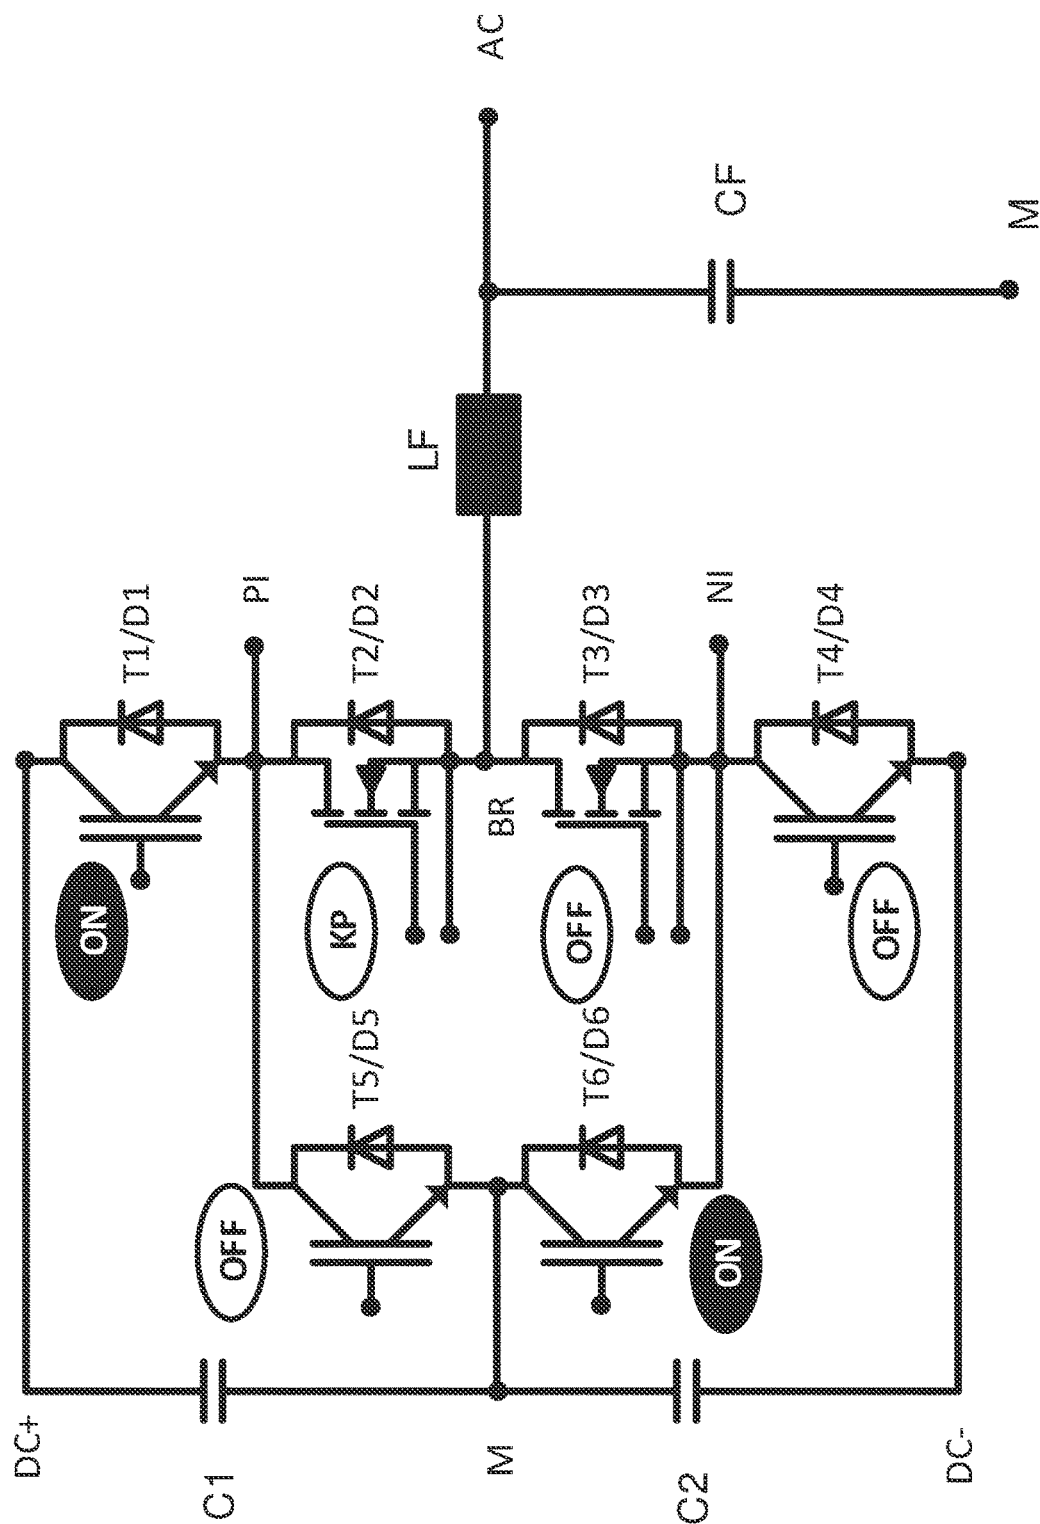 DC+
C1
M
C2
DC-
OFF
T5/D5
T6/D6
ON
ON
KP
OFF
OFF
BR
T1/D1
PI
T2/D2
T3/D3
NI
T4/D4
LF
CF
M
AC